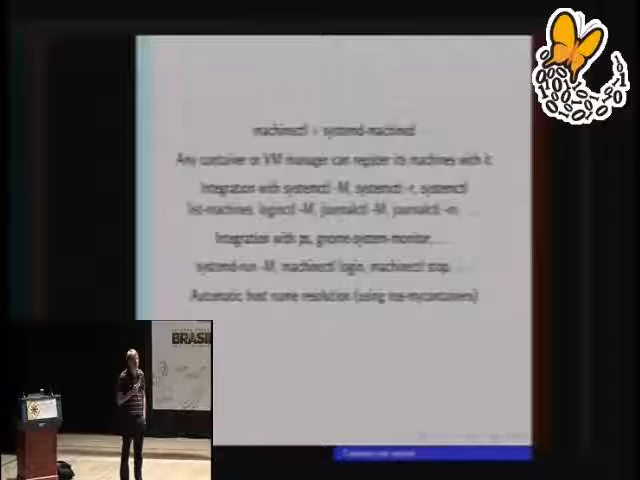 machinectl + systemd-machined
Any container or VM manager can register its machines with it
Integration with systemctl -M, systemctl -r, systemctl
list-machines, loginctl -M, journalctl -M, journalctl -m ...
Integration with ps, gnome-system-monitor, ...
systemd-run -M, machinectl login, machinectl stop, ...
Automatic host name resolution (using nss-mycontainers)
BRASIL